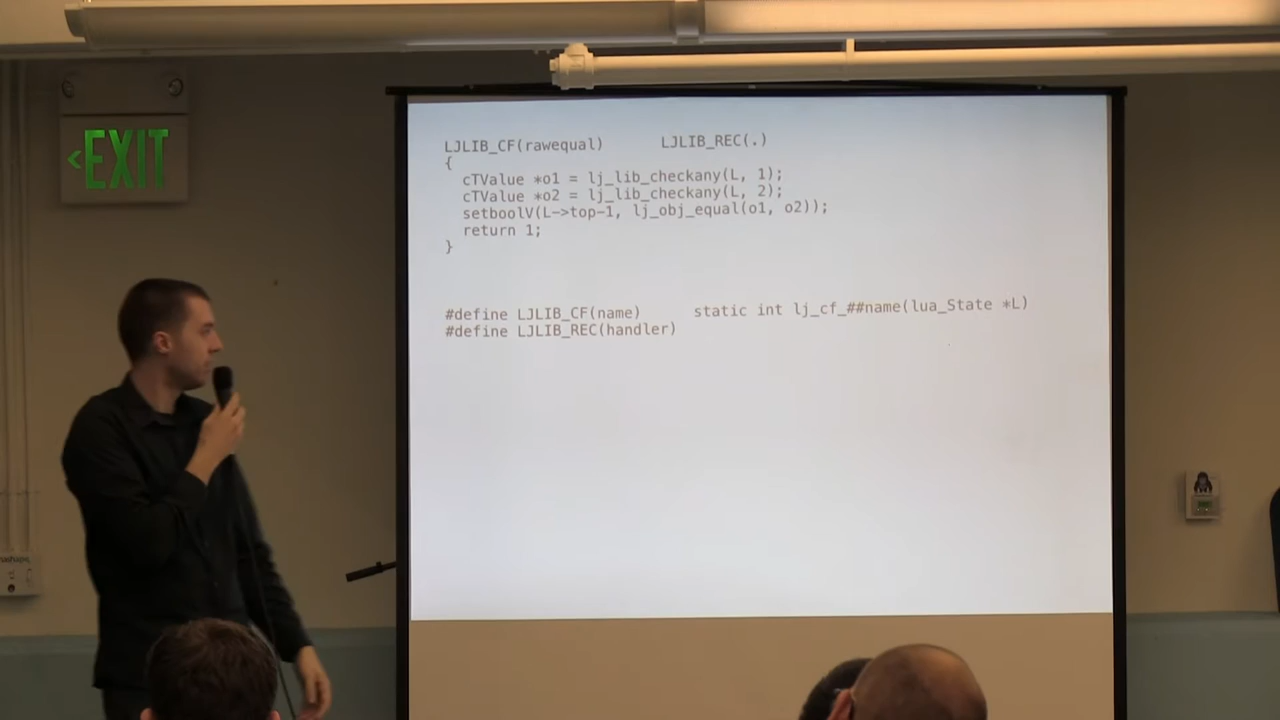 <EXIT
LJLIB_CF(rawequal) LJLIB_REC(.)
{
cTValue *o1 = lj_lib_checkany(L, 1);
cTValue *o2 = lj_lib_checkany(L, 2);
setboolV(L->top-1, lj_obj_equal(o1, o2));
return 1;
}
#define LJLIB_CF(name) static int lj_cf_##name(lua_State *L)
#define LJLIB_REC(handler)